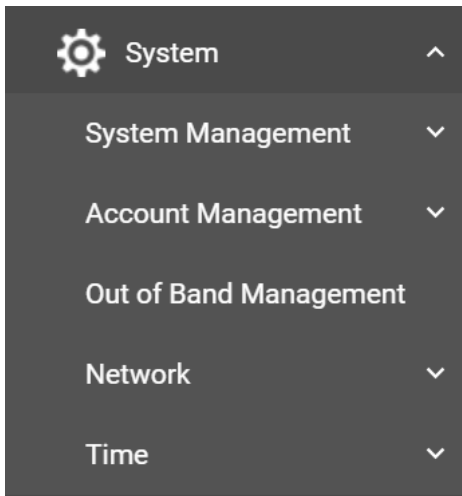 System
System Management
Account Management
Out of Band Management
Network
Time